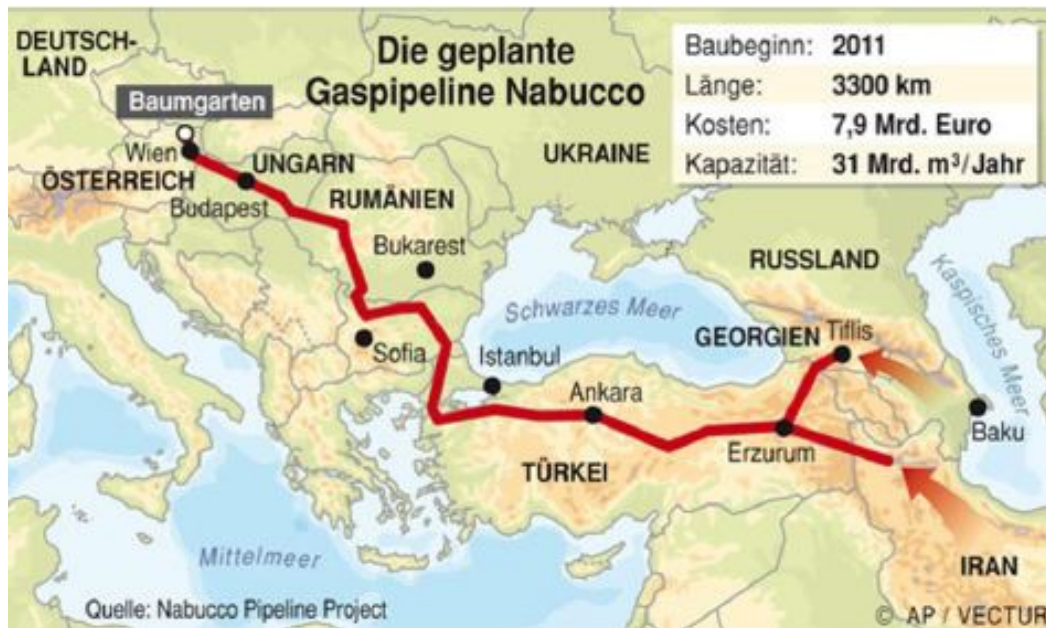 Die geplante
Gaspipeline Nabucco
Baubeginn: 2011
Länge: 3300 km
Kosten: 7,9 Mrd. Euro
Kapazität: 31 Mrd. m³/Jahr
DEUTSCH-
LAND
Baumgarten
Wien
ÖSTERREICH
UNGARN
Budapest
RUMÄNIEN
UKRAINE
Bukarest
RUSSLAND
Kaspisches Meer
Schwarzes Meer
GEORGIEN
Tiflis
Sofia
Istanbul
Ankara
Erzurum
Baku
TÜRKEI
Mittelmeer
IRAN
Quelle: Nabucco Pipeline Project
© AP / VECTUR